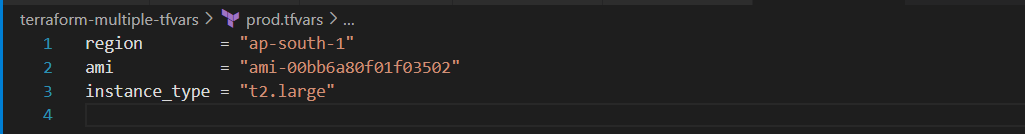 terraform-multiple-tfvars > prod.tfvars > ...
1 region = "ap-south-1"
2 ami = "ami-00bb6a80f01f03502"
3 instance_type = "t2.large"
4